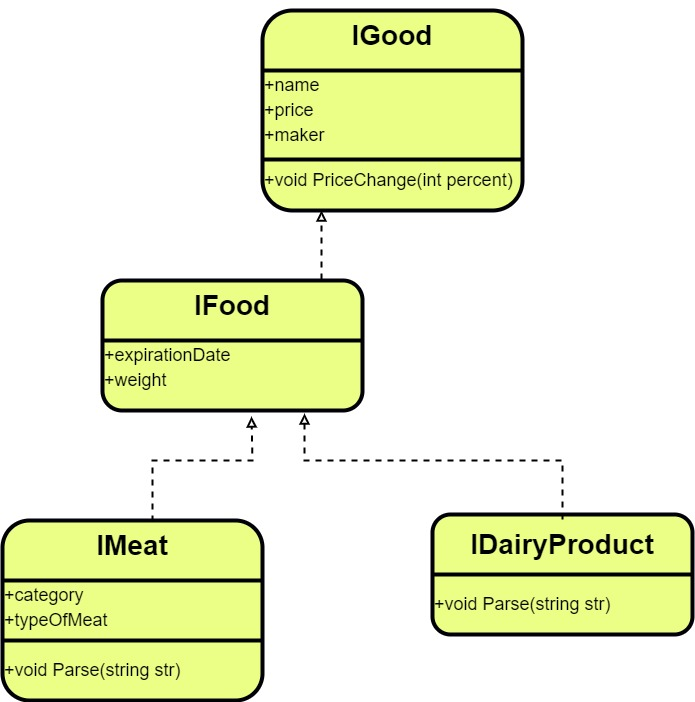 IGood
+name
+price
+maker
+void PriceChange(int percent)
IFood
+expirationDate
+weight
IMeat
+category
+typeOfMeat
+void Parse(string str)
IDairyProduct
+void Parse(string str)